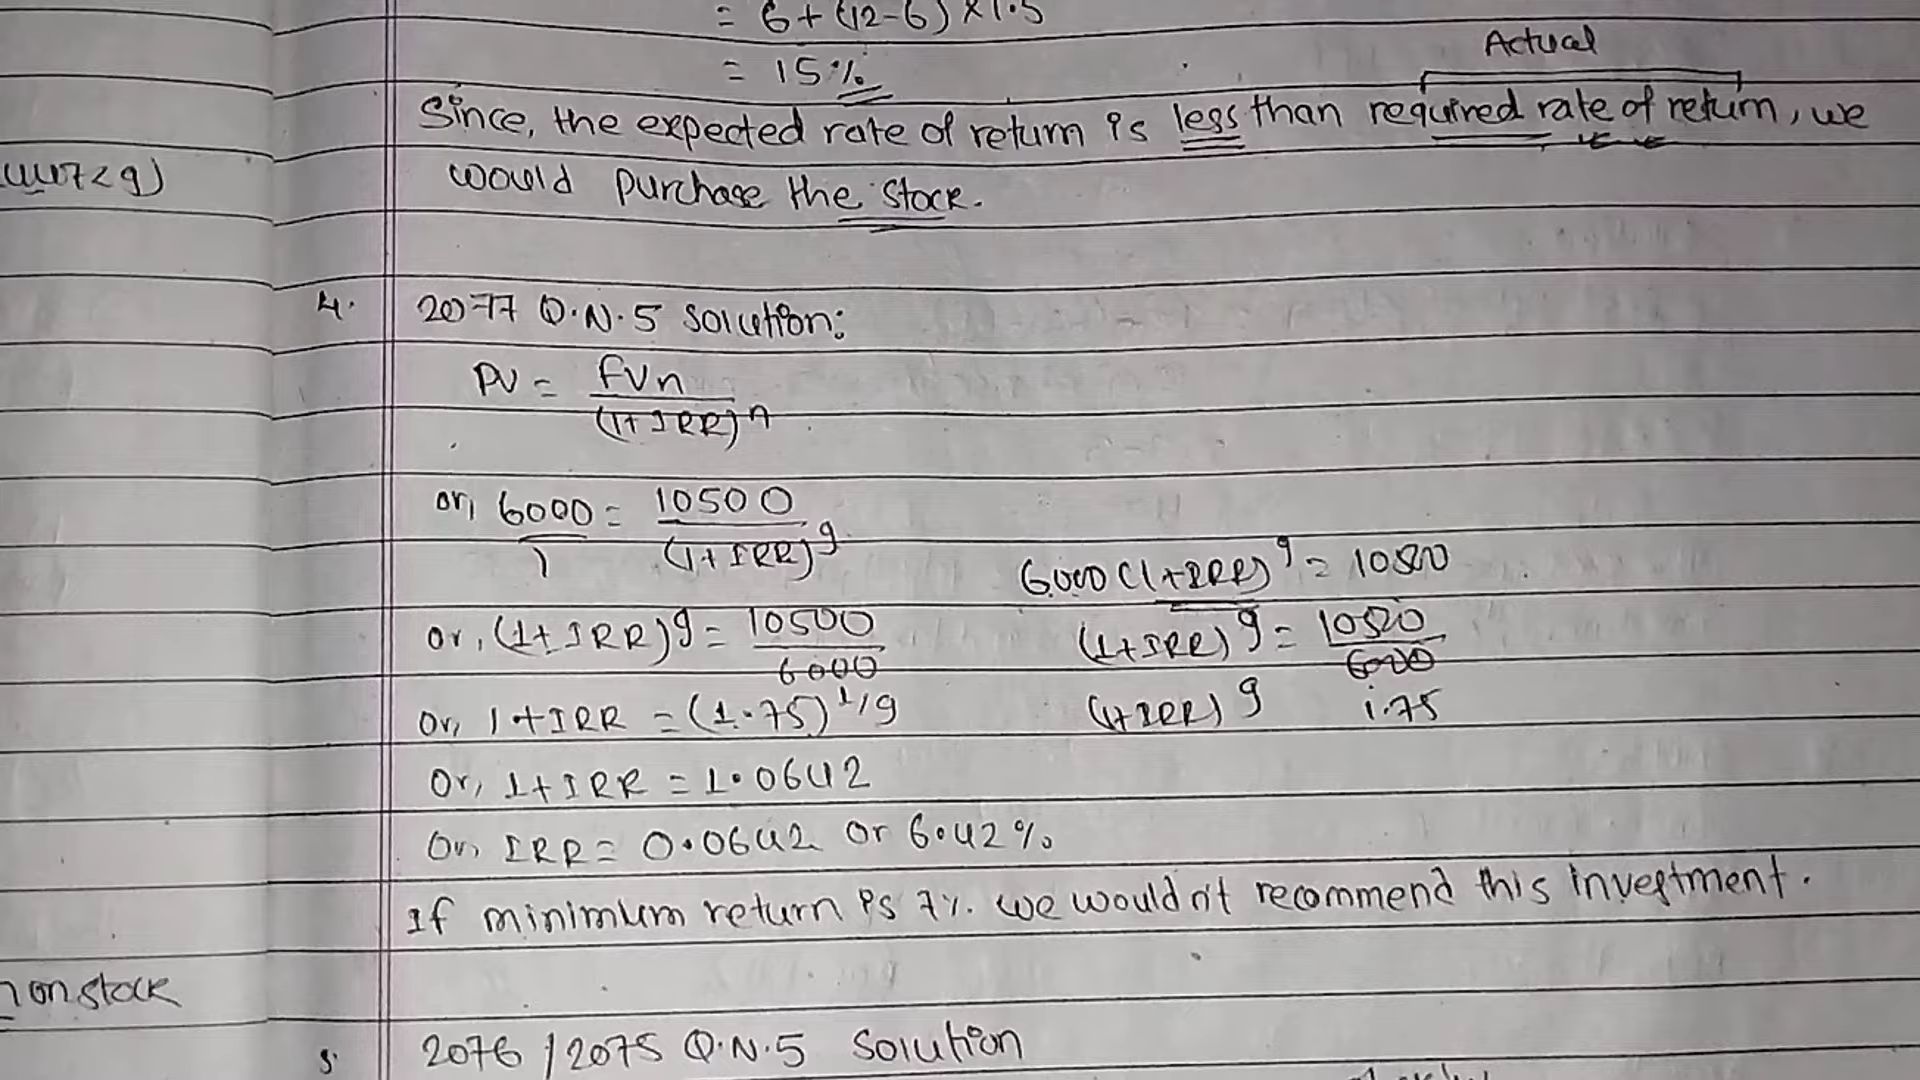 = 6+(12-6)×1.5
= 15%
Actual
Since, the expected rate of return is less than required rate of return, we
would purchase the stock.
4. 2077 Q.N.5 Solution:
PV = FVn
(1+IRR)^n
or, 6000 = 10500
1 (1+IRR)^9
or, (1+IRR)^9 = 10500
6000
Or, 1+IRR = (1.75)^1/9
Or, 1+IRR = 1.0642
Or, IRR = 0.0642 or 6.42%
6000 (1+IRR)^9 = 10500
(1+IRR)^9 = 10500
6000
(1+IRR)^9 1.75
If minimum return is 7%. we wouldn't recommend this investment.
on stock
5. 2076/2075 Q.N.5 Solution